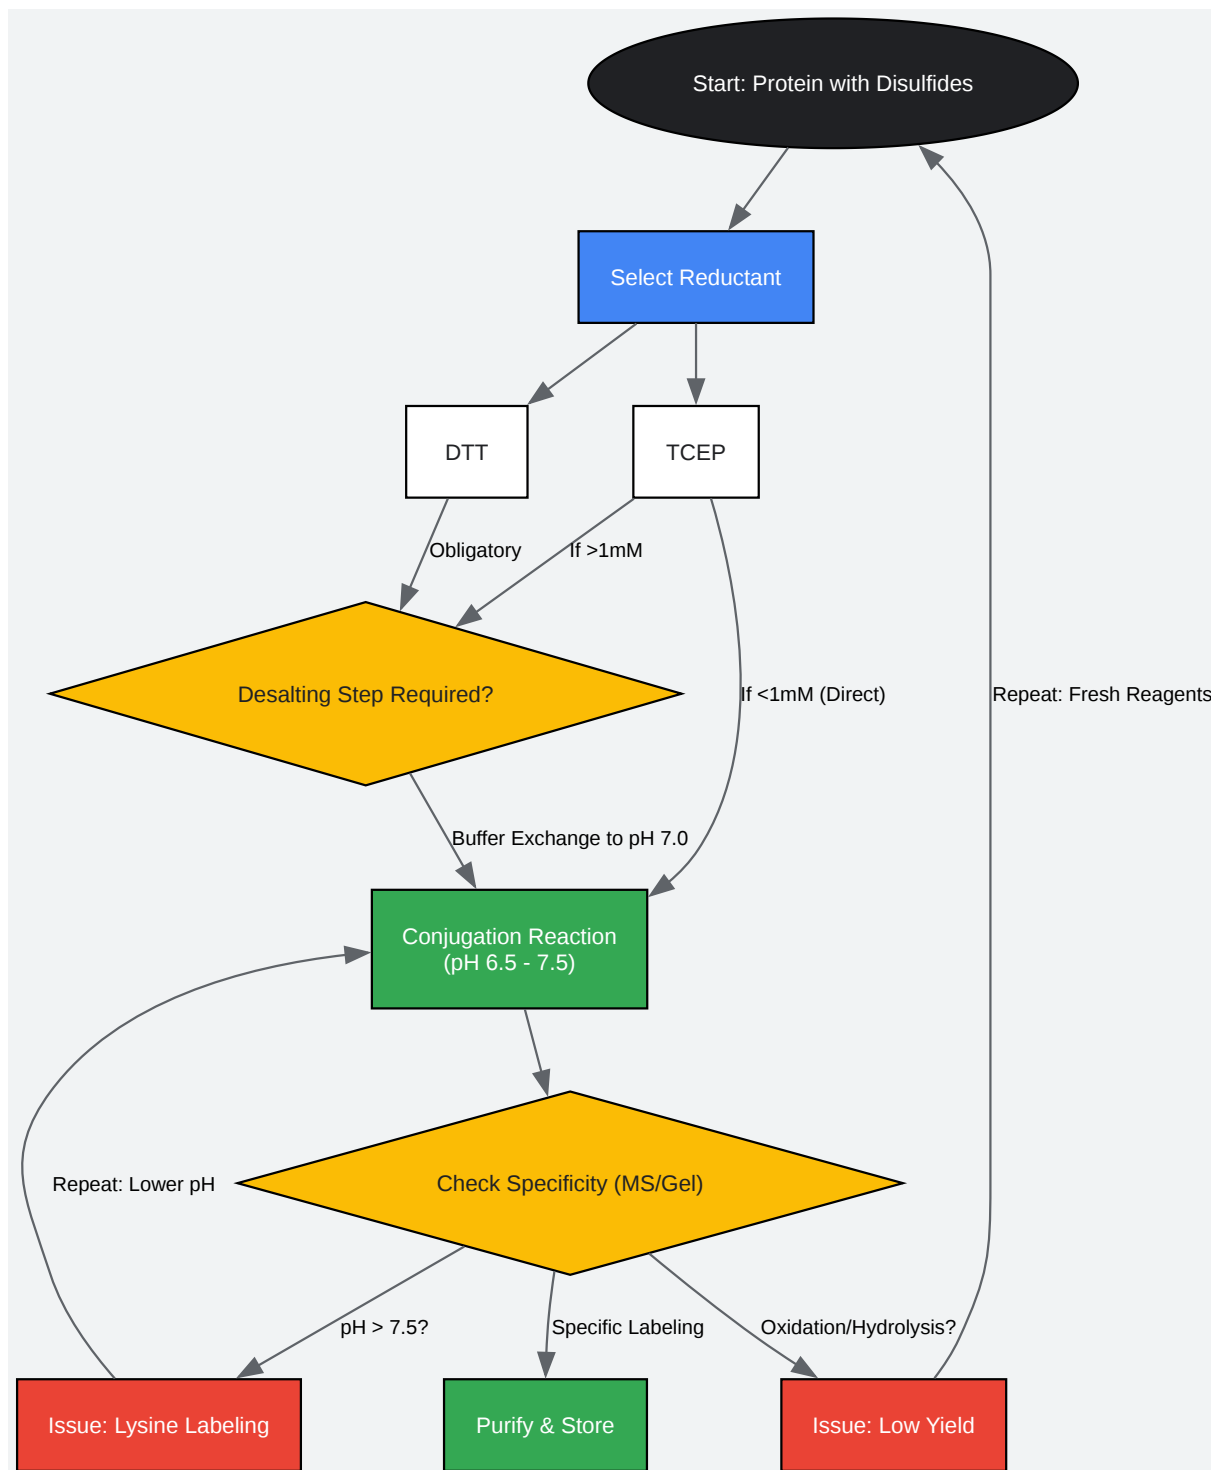 Start: Protein with Disulfides
Select Reductant
DTT
TCEP
Obligatory
If >1mM
Desalting Step Required?
If <1mM (Direct)
Repeat: Fresh Reagents
Buffer Exchange to pH 7.0
Conjugation Reaction
(pH 6.5 - 7.5)
Repeat: Lower pH
Check Specificity (MS/Gel)
pH > 7.5?
Specific Labeling
Oxidation/Hydrolysis?
Issue: Lysine Labeling
Purify & Store
Issue: Low Yield